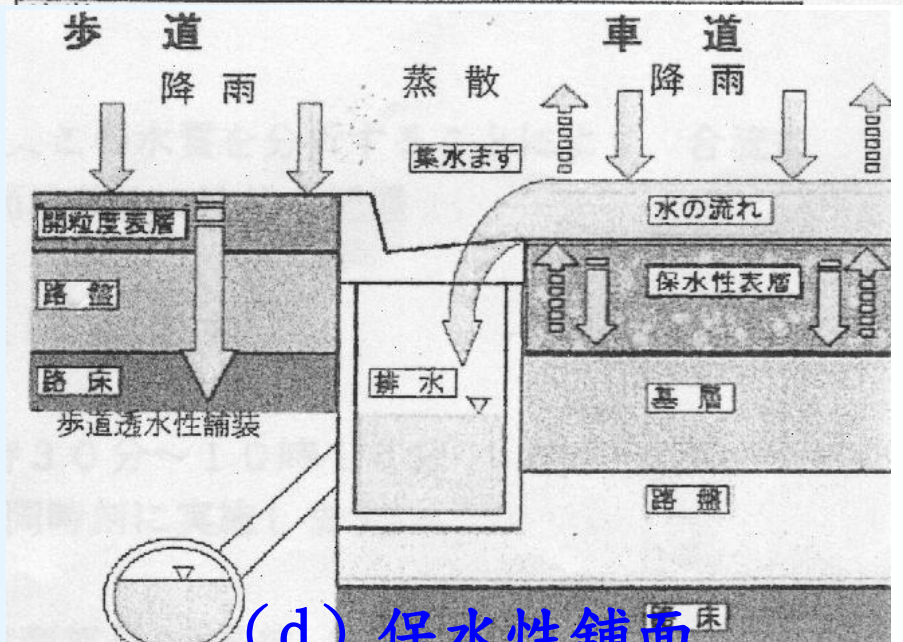 歩道
車道
降雨
蒸散
降雨
集水ます
水の流れ
開粒度表層
保水性表層
路盤
路床
排水
基層
歩道透水性舗装
路盤
路床
(d) 保水性鋪面